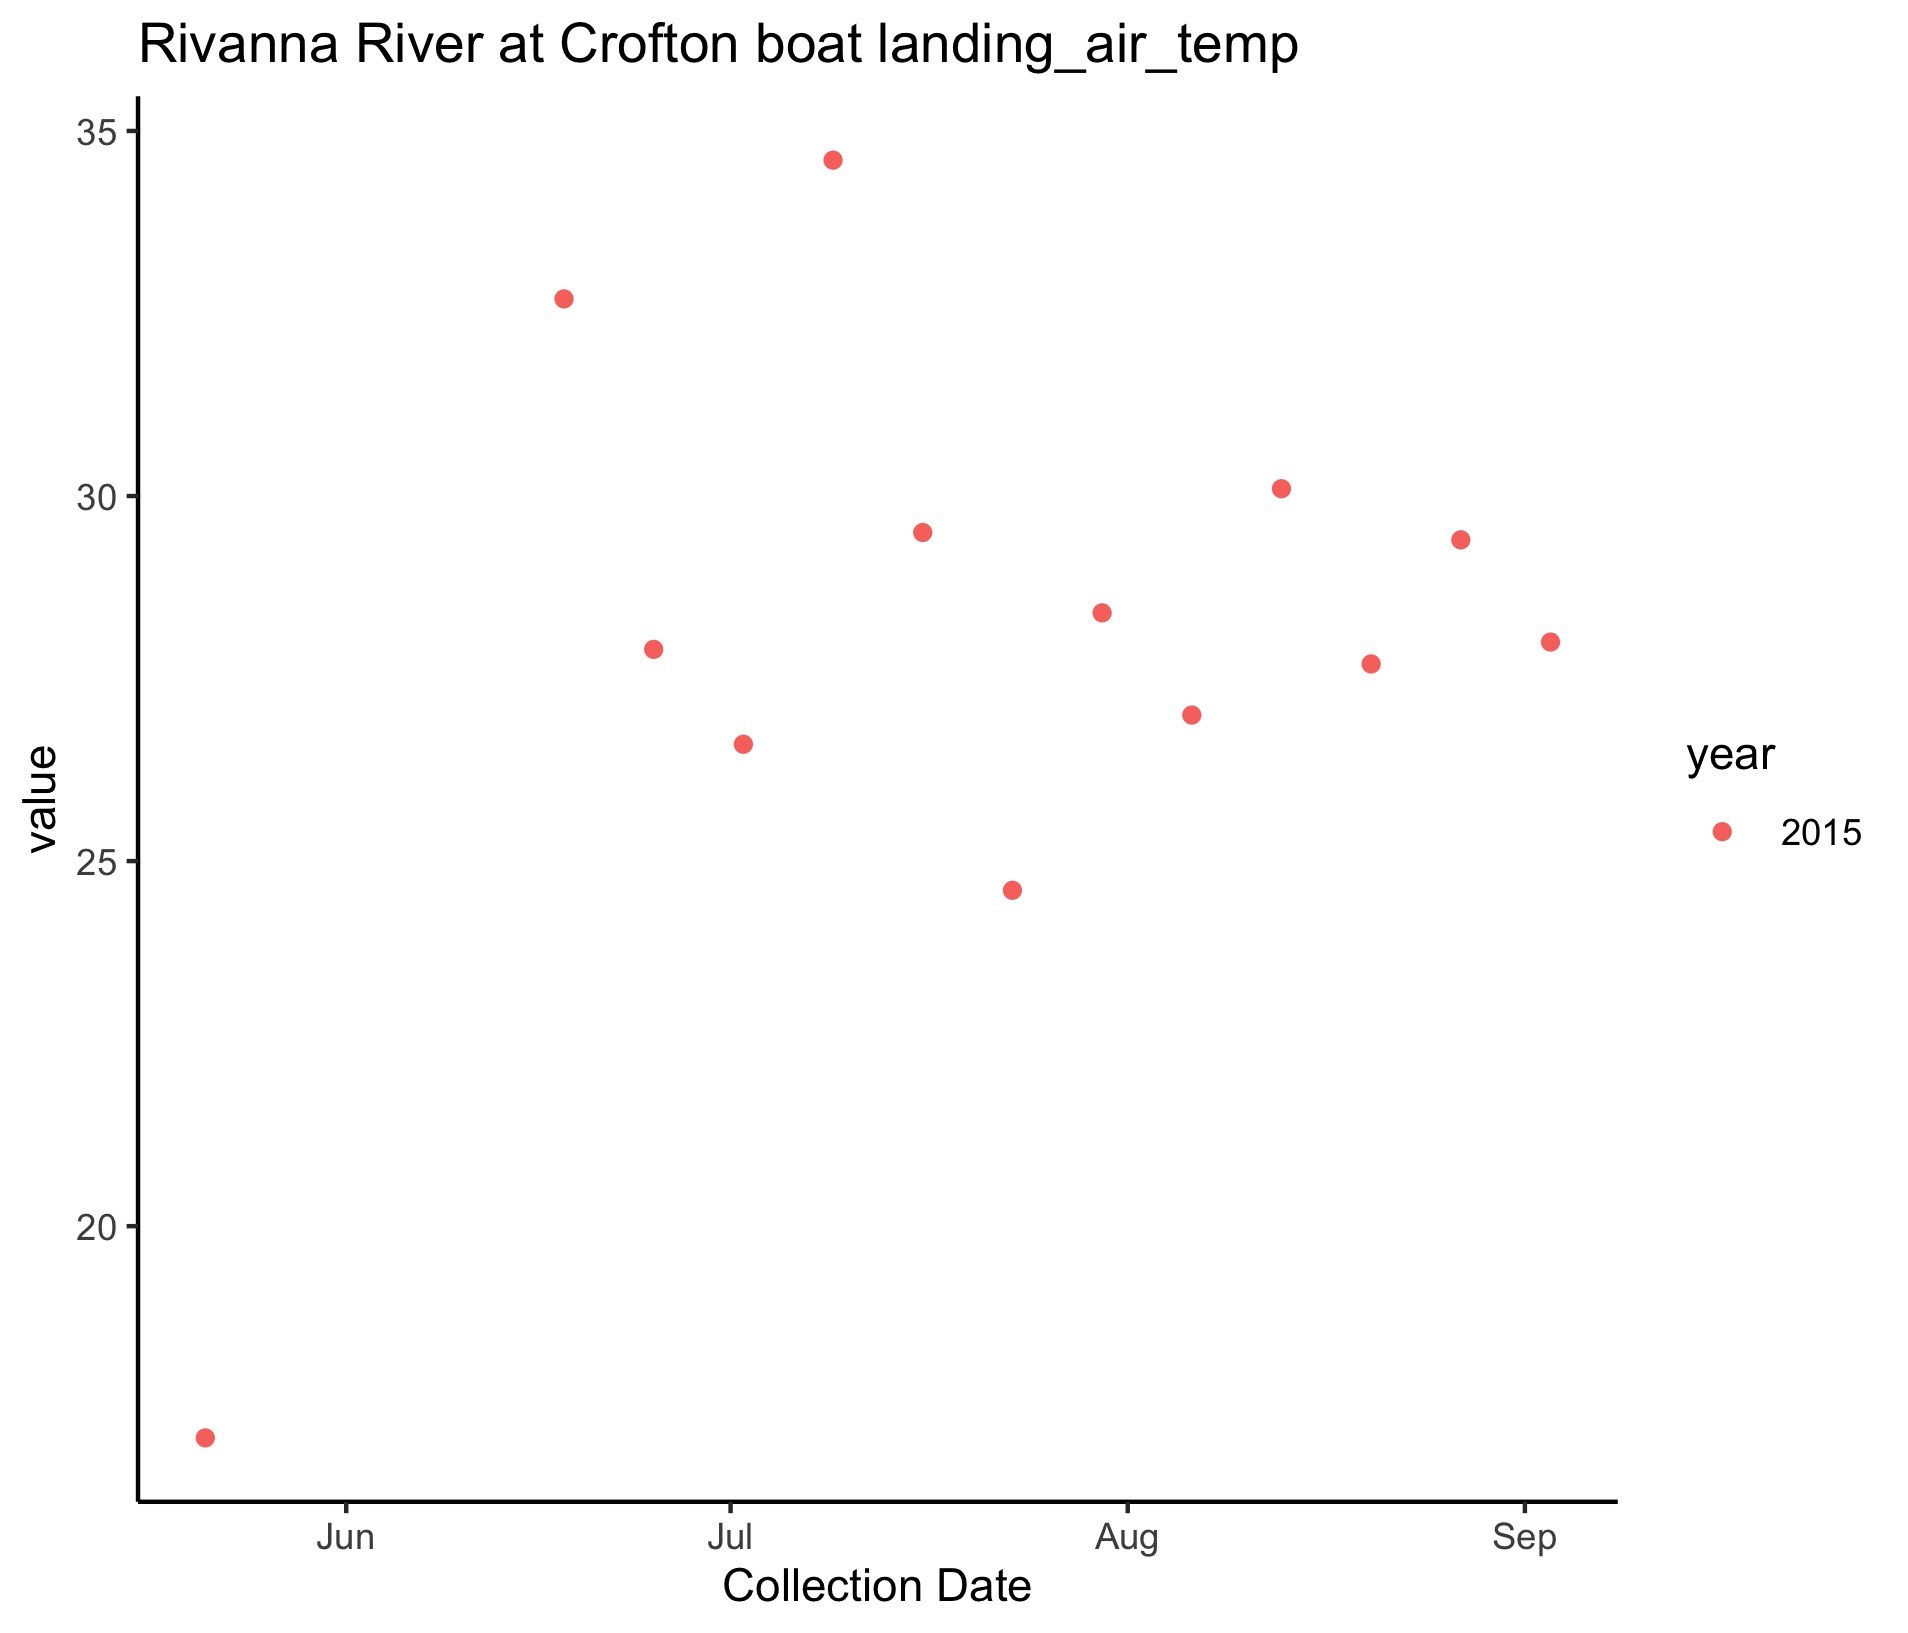 Rivanna River at Crofton boat landing_air_temp
35
30
25
20
value
Jun Jul Aug Sep
Collection Date
year
2015